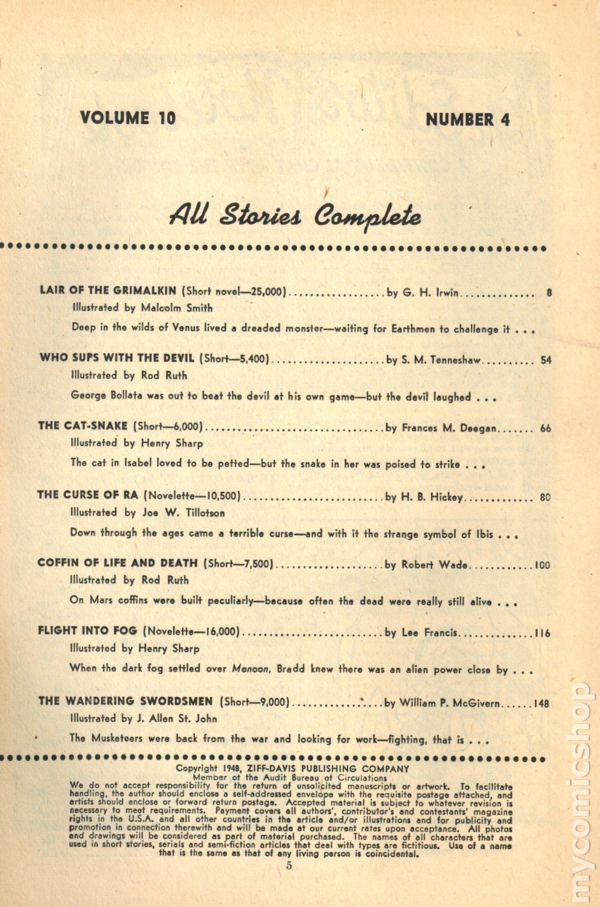 VOLUME 10 NUMBER 4
All Stories Complete
LAIR OF THE GRIMALKIN (Short novel—25,000)..................by G. H. Irwin.............. 8
Illustrated by Malcolm Smith
Deep in the wilds of Venus lived a dreaded monster—waiting for Earthmen to challenge it . . .
WHO SUPS WITH THE DEVIL (Short—5,400).....................by S. M. Tenneshaw.......... 54
Illustrated by Rod Ruth
George Bollata was out to beat the devil at his own game—but the devil laughed . . .
THE CAT-SNAKE (Short—6,000)..................................by Frances M. Deegan....... 66
Illustrated by Henry Sharp
The cat in Isabel loved to be petted—but the snake in her was poised to strike . . .
THE CURSE OF RA (Novelette—10,500)..........................by H. B. Hickey............. 80
Illustrated by Joe W. Tillotson
Down through the ages came a terrible curse—and with it the strange symbol of Ibis . . .
COFFIN OF LIFE AND DEATH (Short—7,500).....................by Robert Wade............100
Illustrated by Rod Ruth
On Mars coffins were built peculiarly—because often the dead were really still alive . . .
FLIGHT INTO FOG (Novelette—16,000)...........................by Lee Francis..............116
Illustrated by Henry Sharp
When the dark fog settled over Monoon, Bradd knew there was an alien power close by . . .
THE WANDERING SWORDSMEN (Short—9,000).................by William P. McGivern......148
Illustrated by J. Allen St. John
The Musketeers were back from the war and looking for work—fighting, that is . . .
Copyright 1948, ZIFF-DAVIS PUBLISHING COMPANY
Member of the Audit Bureau of Circulations
We do not accept responsibility for the return of unsolicited manuscripts or artwork. To facilitate
handling, the author should enclose a self-addressed envelope with the requisite postage attached, and
artists should enclose or forward return postage. Accepted material is subject to whatever revision is
necessary to meet requirements. Payment covers all authors', contributor's and contestants' magazine
rights in the U.S.A. and all other countries in the article and/or illustrations and for publicity and
promotion in connection therewith and will be made at our current rates upon acceptance. All photos
and drawings will be considered as part of material purchased. The names of all characters that are
used in short stories, serials and semi-fiction articles that deal with types are fictitious. Use of a name
that is the same as that of any living person is coincidental.
5
mycomicshop